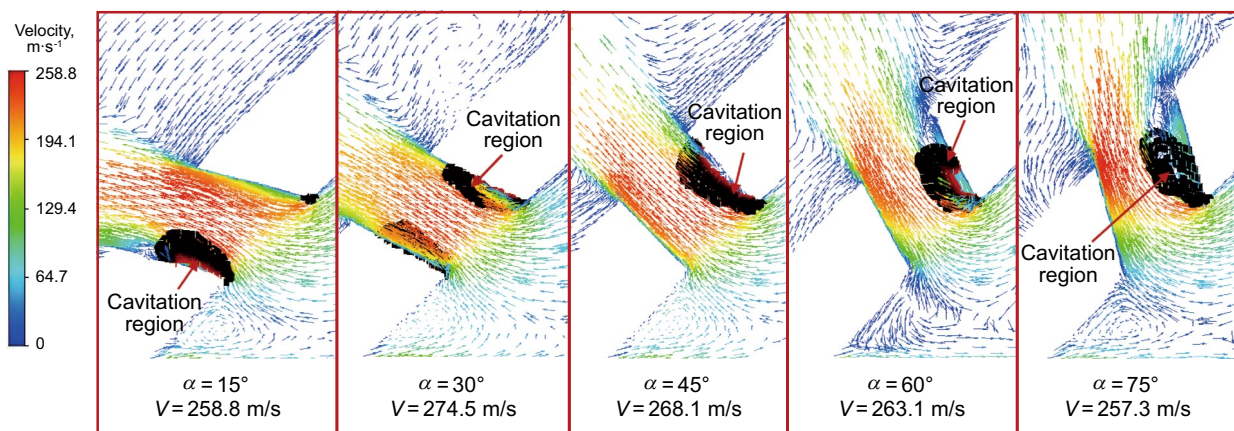 Velocity,
m·s⁻¹
258.8
194.1
129.4
64.7
0
Cavitation
region
α = 15°
V = 258.8 m/s
Cavitation
region
α = 30°
V = 274.5 m/s
Cavitation
region
α = 45°
V = 268.1 m/s
Cavitation
region
α = 60°
V = 263.1 m/s
Cavitation
region
α = 75°
V = 257.3 m/s